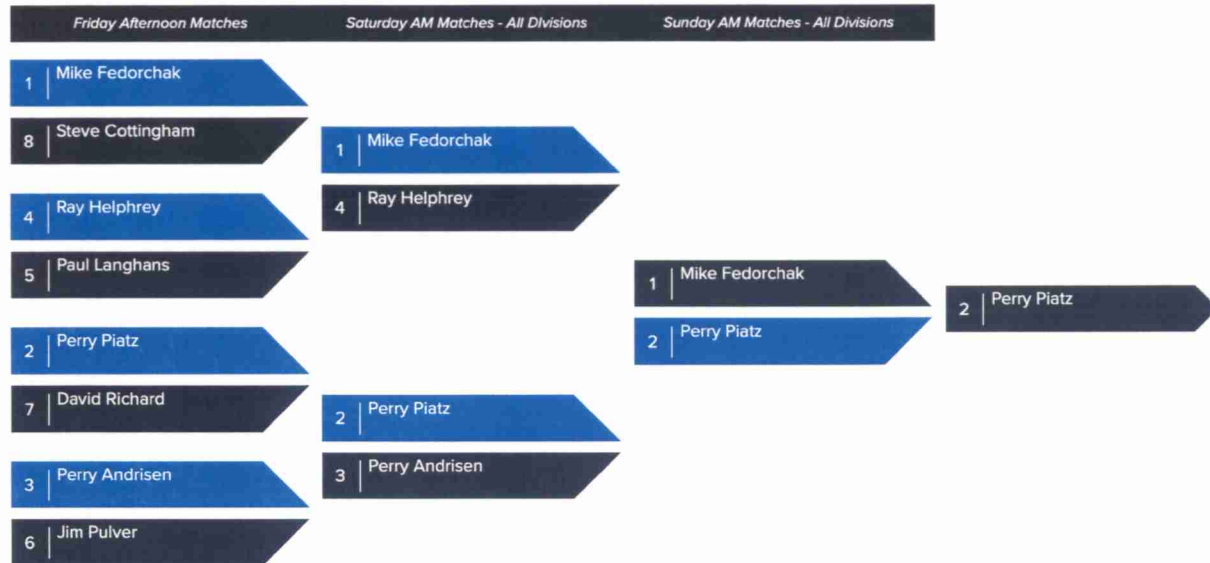 Friday Afternoon Matches
Saturday AM Matches - All Divisions
Sunday AM Matches - All Divisions
1 Mike Fedorchak
8 Steve Cottingham
4 Ray Helphrey
5 Paul Langhans
2 Perry Piatz
7 David Richard
3 Perry Andrisen
6 Jim Pulver
1 Mike Fedorchak
4 Ray Helphrey
2 Perry Piatz
3 Perry Andrisen
1 Mike Fedorchak
2 Perry Piatz
2 Perry Piatz